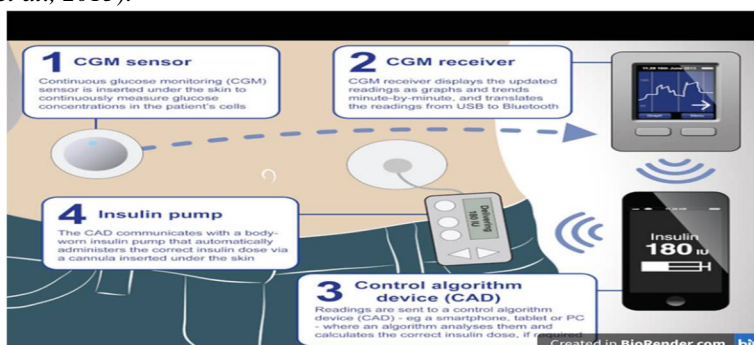 1 CGM sensor
Continuous glucose monitoring (CGM)
sensor is inserted under the skin to
continuously measure glucose
concentrations in the patient's cells
2 CGM receiver
CGM receiver displays the updated
readings as graphs and trends
minute-by-minute, and translates
the readings from USB to Bluetooth
Menu
4 Insulin pump
The CAD communicates with a body-
worn insulin pump that automatically
administers the correct insulin dose via
a cannula inserted under the skin
Delivering
180 IU
Insulin
180 IU
3 Control algorithm
device (CAD)
Readings are sent to a control algorithm
device (CAD) - eg a smartphone, tablet or PC
- where an algorithm analyses them and
calculates the correct insulin dose, if required
Created in BioRender.com bi